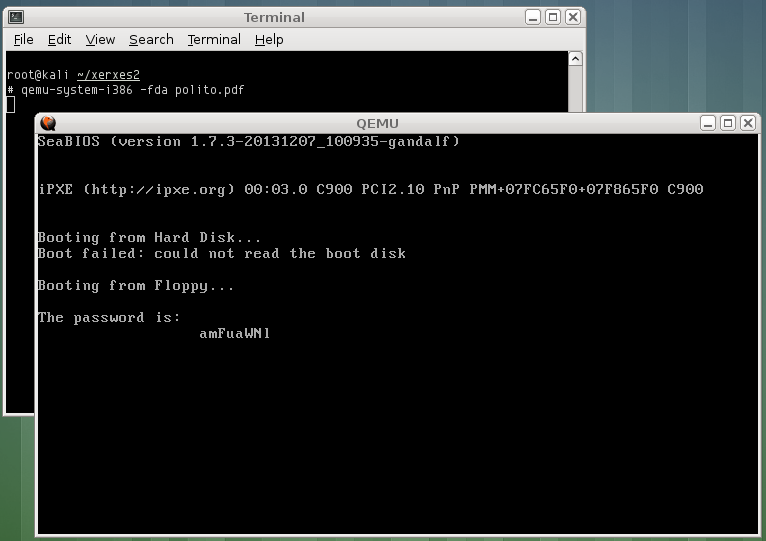 Terminal
File Edit View Search Terminal Help
root@kali ~/xerxes2
# qemu-system-i386 -fda polito.pdf
QEMU
SeaBIOS (version 1.7.3-20131207_100935-gandalf)
iPXE (http://ipxe.org) 00:03.0 C900 PCI2.10 PnP PMM+07FC65F0+07F865F0 C900
Booting from Hard Disk...
Boot failed: could not read the boot disk
Booting from Floppy...
The password is:
amFuaWNl